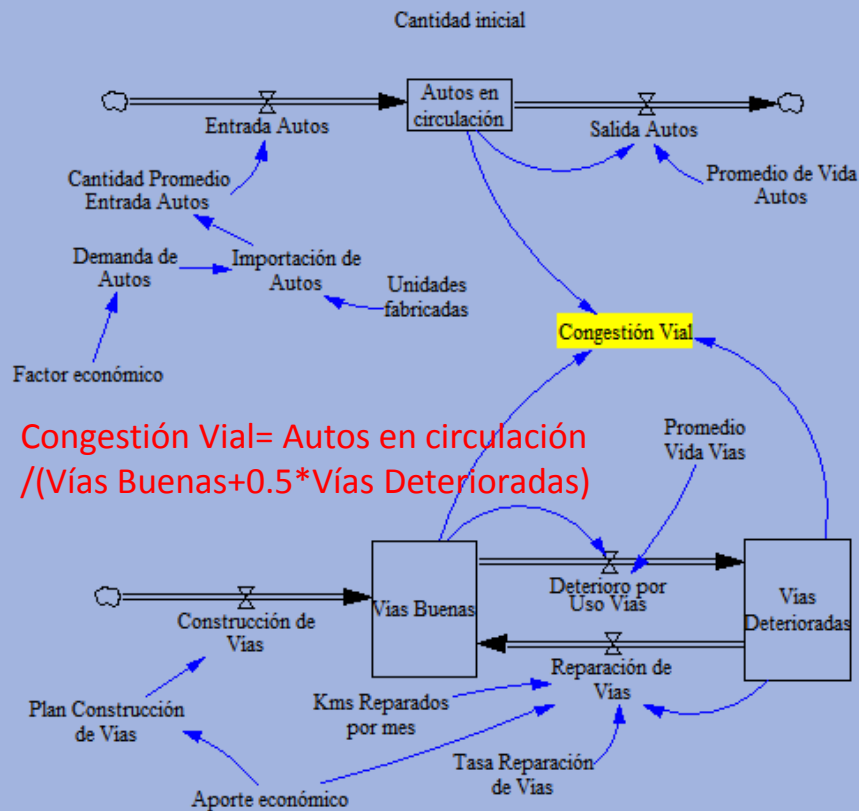 Cantidad inicial
Autos en
circulación
Entrada Autos
Salida Autos
Cantidad Promedio
Entrada Autos
Promedio de Vida
Autos
Demanda de
Autos
Importación de
Autos
Unidades
fabricadas
Congestión Vial
Factor económico
Congestión Vial= Autos en circulación
/(Vías Buenas+0.5*Vías Deterioradas)
Promedio
Vida Vias
Vias Buenas
Deterioro por
Uso Vias
Vias
Deterioradas
Construcción de
Vias
Reparación de
Vias
Plan Construcción
de Vias
Kms Reparados
por mes
Tasa Reparación
de Vias
Aporte económico